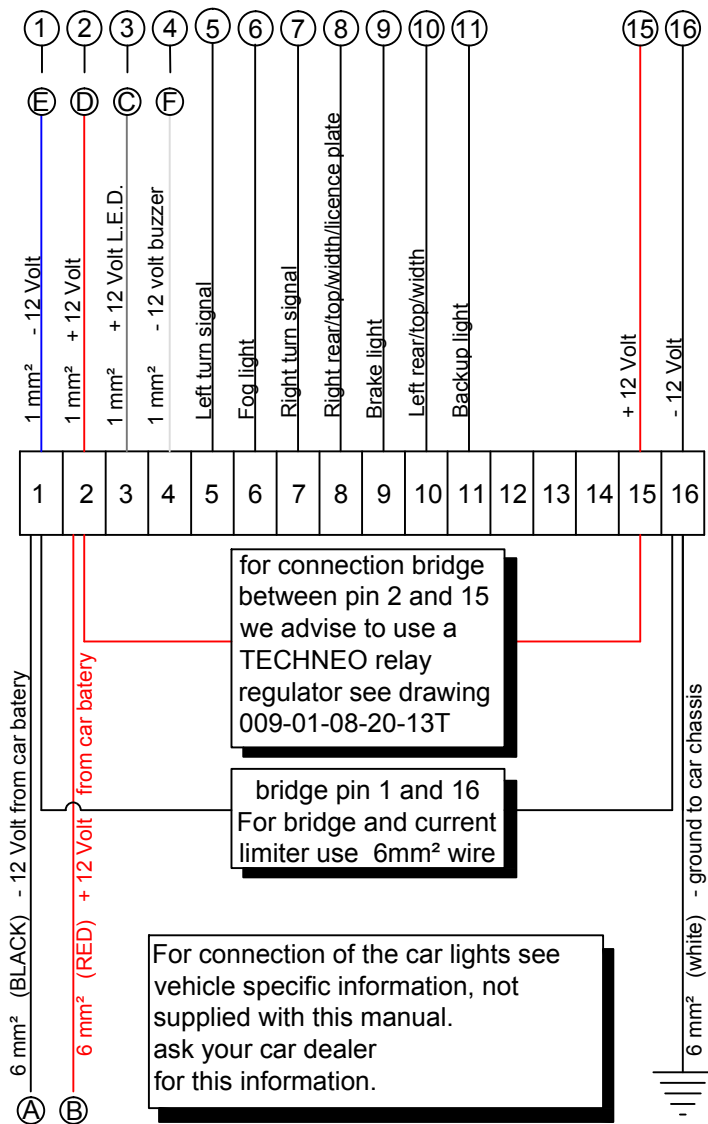 1 2 3 4 5 6 7 8 9 10 11 15 16
E D C F
1 mm² - 12 Volt
1 mm² + 12 Volt
1 mm² + 12 Volt L.E.D.
1 mm² - 12 volt buzzer
Left turn signal
Fog light
Right turn signal
Right rear/top/width/licence plate
Brake light
Left rear/top/width
Backup light
+ 12 Volt
- 12 Volt
1 2 3 4 5 6 7 8 9 10 11 12 13 14 15 16
for connection bridge
between pin 2 and 15
we advise to use a
TECHNEO relay
regulator see drawing
009-01-08-20-13T
bridge pin 1 and 16
For bridge and current
limiter use 6mm² wire
6 mm² (BLACK) - 12 Volt from car batery
6 mm² (RED) + 12 Volt from car batery
6 mm² (white) - ground to car chassis
For connection of the car lights see
vehicle specific information, not
supplied with this manual.
ask your car dealer
for this information.
A B